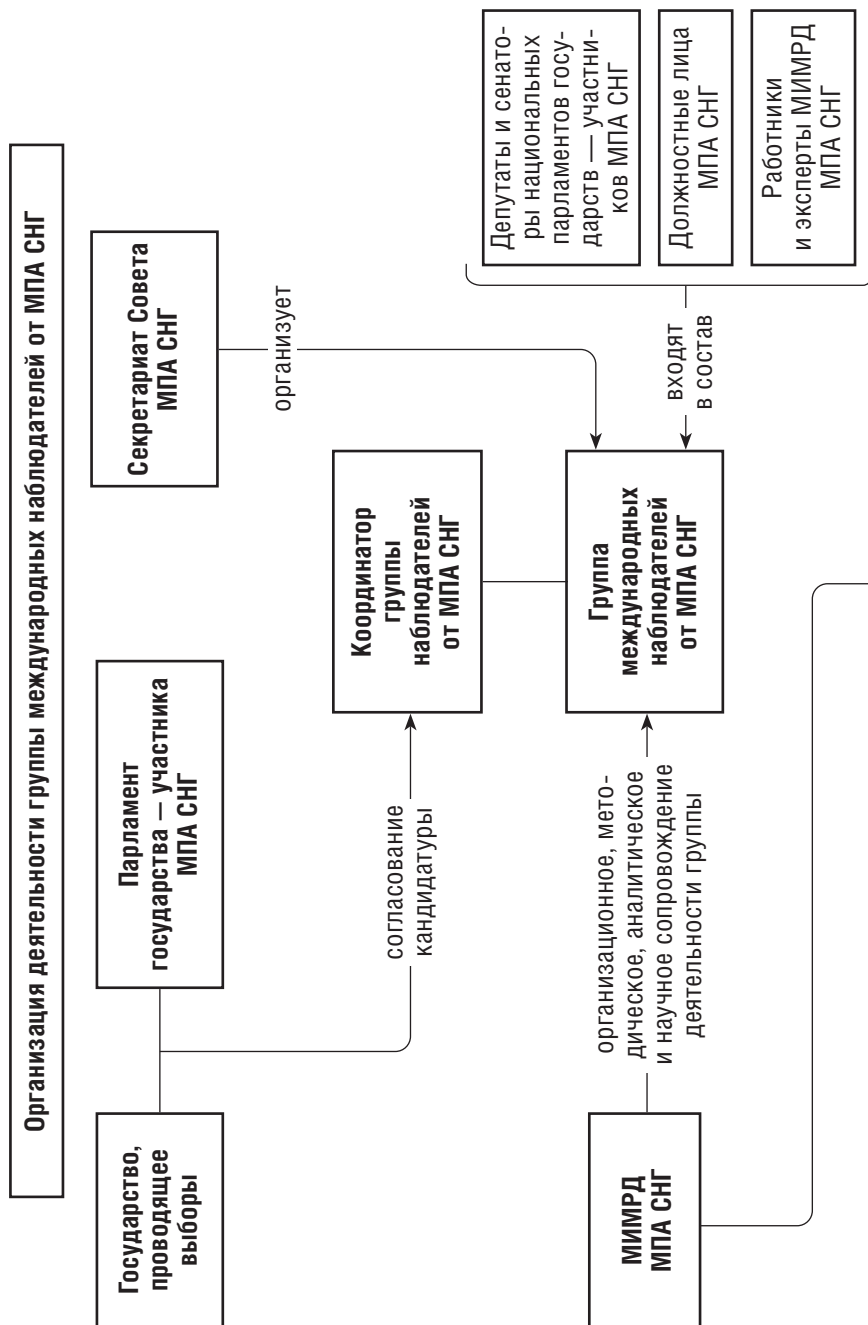 Организация деятельности группы международных наблюдателей от МПА СНГ
Государство,
проводящее
выборы
Парламент
государства — участника
МПА СНГ
Секретариат Совета
МПА СНГ
согласование
кандидатуры
организует
Координатор
группы
наблюдателей
от МПА СНГ
МИМРД
МПА СНГ
организационное, мето-
дическое, аналитическое
и научное сопровождение
деятельности группы
Группа
международных
наблюдателей
от МПА СНГ
входят
в состав
Депутаты и сенато-
ры национальных
парламентов госу-
дарств — участни-
ков МПА СНГ
Должностные лица
МПА СНГ
Работники
и эксперты МИМРД
МПА СНГ